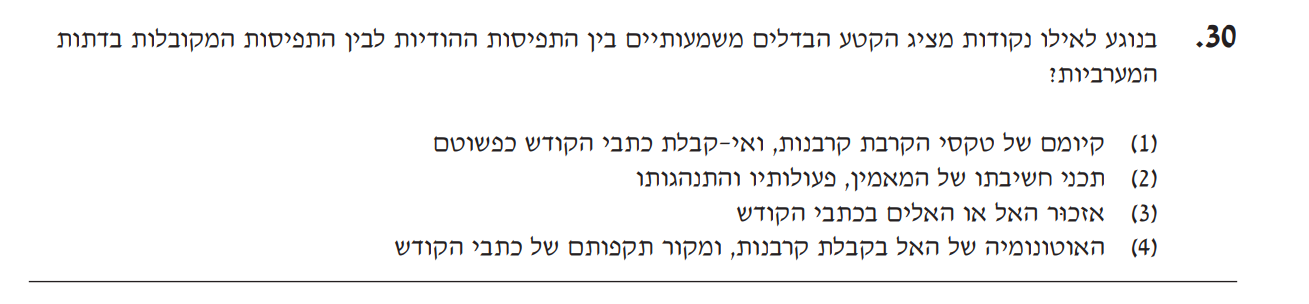 30. בנוגע לאילו נקודות מציג הקטע הבדלים משמעותיים בין התפיסות ההודיות לבין התפיסות המקובלות בדתות
המערביות?
(1) קיומם של טקסי הקרבת קרבנות, ואי-קבלת כתבי הקודש כפשוטם
(2) תכני חשיבתו של המאמין, פעולותיו והתנהגותו
(3) אזכּור האל או האלים בכתבי הקודש
(4) האוטונומיה של האל בקבלת קרבנות, ומקור תקפותם של כתבי הקודש